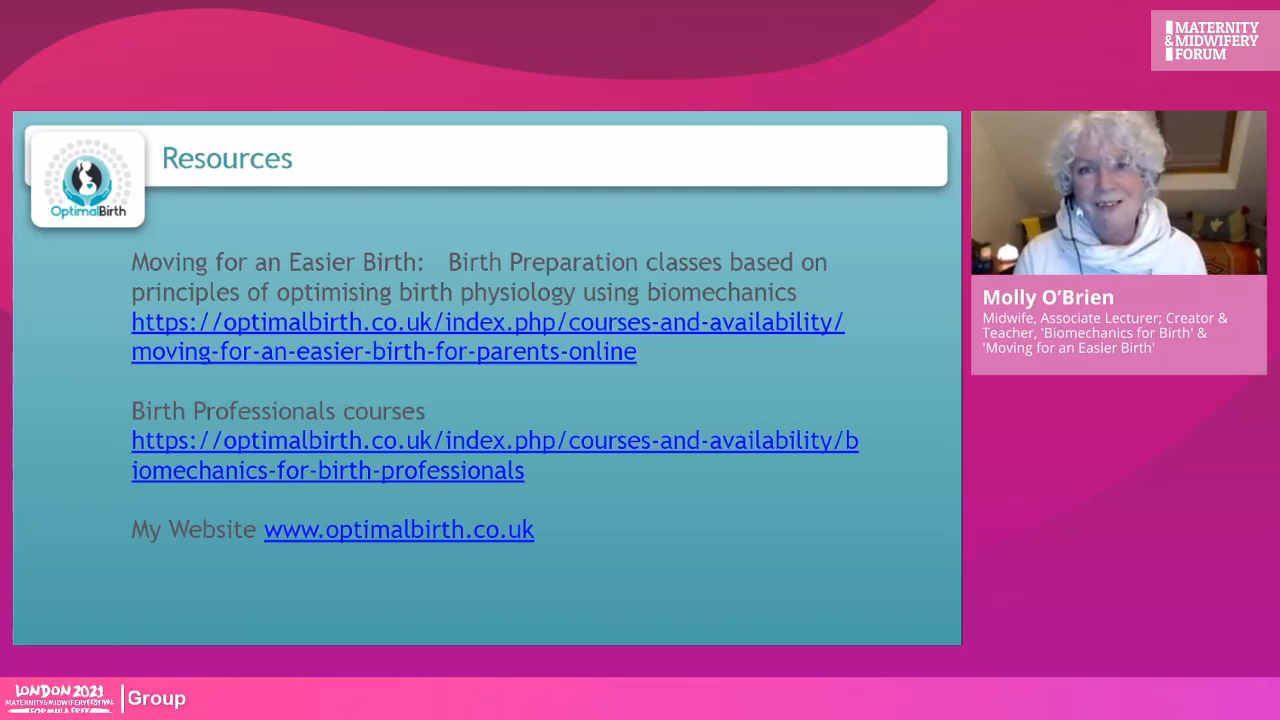 MATERNITY
& MIDWIFERY
FORUM
Resources
OptimalBirth
Moving for an Easier Birth: Birth Preparation classes based on
principles of optimising birth physiology using biomechanics
https://optimalbirth.co.uk/index.php/courses-and-availability/
moving-for-an-easier-birth-for-parents-online
Birth Professionals courses
https://optimalbirth.co.uk/index.php/courses-and-availability/b
iomechanics-for-birth-professionals
My Website www.optimalbirth.co.uk
Molly O’Brien
Midwife, Associate Lecturer; Creator &
Teacher, 'Biomechanics for Birth' &
'Moving for an Easier Birth'
LONDON 2021
MATERNITY&MIDWIFERYFESTIVAL
FORMULA FREE
Group